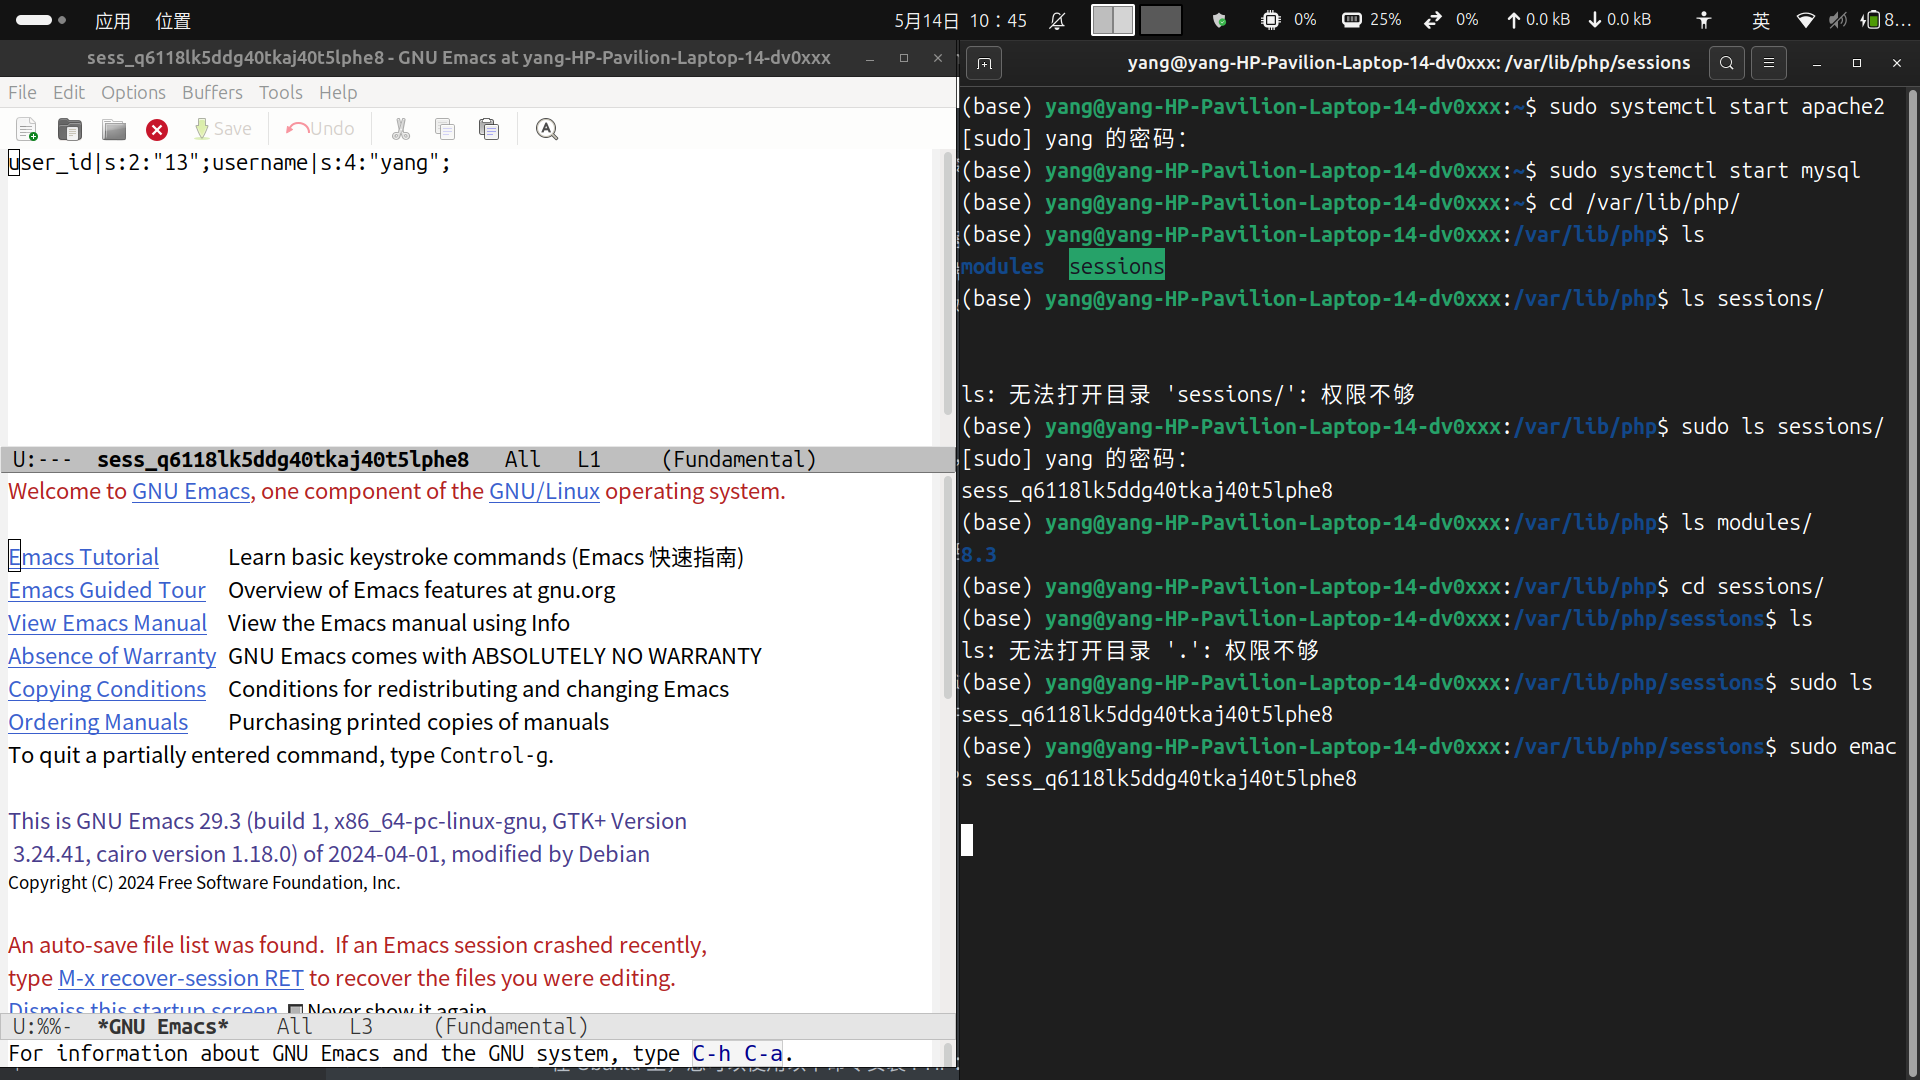 应用 位置 5月14日 10：45 0% 25% 0% 0.0 kB 0.0 kB 英 8…
sess_q6118lk5ddg40tkaj40t5lphe8 - GNU Emacs at yang-HP-Pavilion-Laptop-14-dv0xxx
File Edit Options Buffers Tools Help
Save Undo
user_id|s:2:"13";username|s:4:"yang";
U:--- sess_q6118lk5ddg40tkaj40t5lphe8 All L1 (Fundamental)
Welcome to GNU Emacs, one component of the GNU/Linux operating system.
Emacs Tutorial Learn basic keystroke commands (Emacs 快速指南)
Emacs Guided Tour Overview of Emacs features at gnu.org
View Emacs Manual View the Emacs manual using Info
Absence of Warranty GNU Emacs comes with ABSOLUTELY NO WARRANTY
Copying Conditions Conditions for redistributing and changing Emacs
Ordering Manuals Purchasing printed copies of manuals
To quit a partially entered command, type Control-g.
This is GNU Emacs 29.3 (build 1, x86_64-pc-linux-gnu, GTK+ Version
3.24.41, cairo version 1.18.0) of 2024-04-01, modified by Debian
Copyright (C) 2024 Free Software Foundation, Inc.
An auto-save file list was found. If an Emacs session crashed recently,
type M-x recover-session RET to recover the files you were editing.
Dismiss this startup screen Never show it again
U:%%- *GNU Emacs* All L3 (Fundamental)
For information about GNU Emacs and the GNU system, type C-h C-a.
yang@yang-HP-Pavilion-Laptop-14-dv0xxx: /var/lib/php/sessions
(base) yang@yang-HP-Pavilion-Laptop-14-dv0xxx:~$ sudo systemctl start apache2
[sudo] yang 的密码：
(base) yang@yang-HP-Pavilion-Laptop-14-dv0xxx:~$ sudo systemctl start mysql
(base) yang@yang-HP-Pavilion-Laptop-14-dv0xxx:~$ cd /var/lib/php/
(base) yang@yang-HP-Pavilion-Laptop-14-dv0xxx:/var/lib/php$ ls
modules sessions
(base) yang@yang-HP-Pavilion-Laptop-14-dv0xxx:/var/lib/php$ ls sessions/
ls: 无法打开目录 'sessions/': 权限不够
(base) yang@yang-HP-Pavilion-Laptop-14-dv0xxx:/var/lib/php$ sudo ls sessions/
[sudo] yang 的密码：
sess_q6118lk5ddg40tkaj40t5lphe8
(base) yang@yang-HP-Pavilion-Laptop-14-dv0xxx:/var/lib/php$ ls modules/
8.3
(base) yang@yang-HP-Pavilion-Laptop-14-dv0xxx:/var/lib/php$ cd sessions/
(base) yang@yang-HP-Pavilion-Laptop-14-dv0xxx:/var/lib/php/sessions$ ls
ls: 无法打开目录 '.': 权限不够
(base) yang@yang-HP-Pavilion-Laptop-14-dv0xxx:/var/lib/php/sessions$ sudo ls
sess_q6118lk5ddg40tkaj40t5lphe8
(base) yang@yang-HP-Pavilion-Laptop-14-dv0xxx:/var/lib/php/sessions$ sudo emac
s sess_q6118lk5ddg40tkaj40t5lphe8